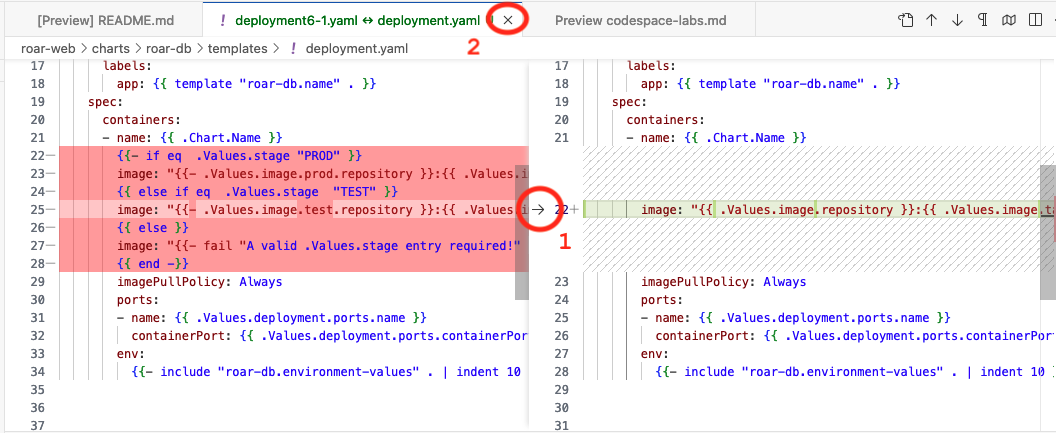 [Preview] README.md ! deployment6-1.yaml ↔ deployment.yaml × Preview codespace-labs.md
2
roar-web > charts > roar-db > templates > ! deployment.yaml
17 labels:
18 app: {{ template "roar-db.name" . }}
19 spec:
20 containers:
21 - name: {{ .Chart.Name }}
22— {{- if eq  .Values.stage "PROD" }}
23— image: "{{- .Values.image.prod.repository }}:{{ .Values.i
24— {{ else if eq  .Values.stage  "TEST" }}
25— image: "{{- .Values.image.test.repository }}:{{ .Values.i
26— {{ else }}
27— image: "{{- fail "A valid .Values.stage entry required!"
28— {{ end -}}
29 imagePullPolicy: Always
30 ports:
31 - name: {{ .Values.deployment.ports.name }}
32 containerPort: {{ .Values.deployment.ports.containerPor
33 env:
34 {{- include "roar-db.environment-values" . | indent 10
35
36
37
→
1
17 labels:
18 app: {{ template "roar-db.name" . }}
19 spec:
20 containers:
21 - name: {{ .Chart.Name }}
22+ image: "{{ .Values.image.repository }}:{{ .Values.image.ta
23 imagePullPolicy: Always
24 ports:
25 - name: {{ .Values.deployment.ports.name }}
26 containerPort: {{ .Values.deployment.ports.containerPor
27 env:
28 {{- include "roar-db.environment-values" . | indent 10
29
30
31